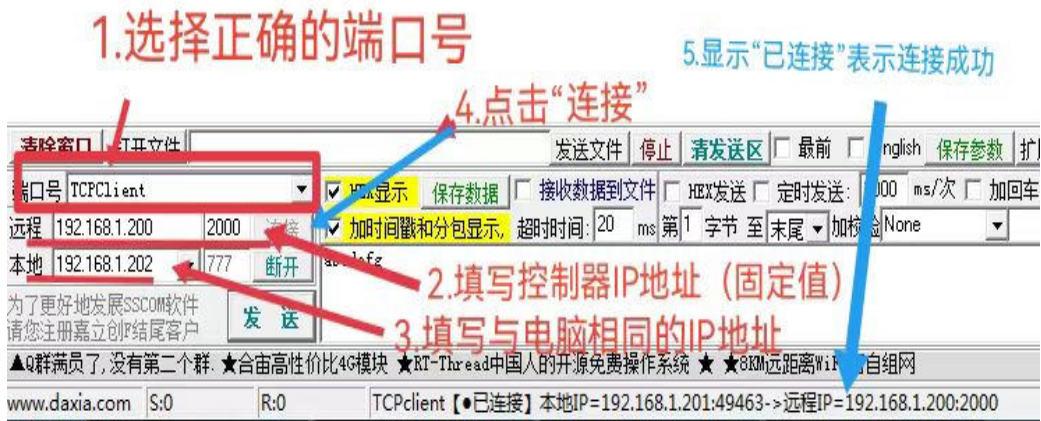 1.选择正确的端口号
5.显示“已连接”表示连接成功
4.点击“连接”
清除窗口 打开文件 发送文件 停止 清发送区 最前 English 保存参数
端口号 TCPClient HEX显示 保存数据 接收数据到文件 HEX发送 定时发送: ms/次 加回车
远程 192.168.1.200 2000 连接 加时间戳和分包显示, 超时时间: 20 ms 第1 字节 至 末尾 加校验 None
本地 192.168.1.202 777 断开 abcdefg
2.填写控制器IP地址（固定值）
为了更好地发展SSCOM软件
请您注册嘉立创F结尾客户
发 送
3.填写与电脑相同的IP地址
▲Q群满员了,没有第二个群. ★合宙高性价比4G模块 ★RT-Thread中国人的开源免费操作系统 ★ ★8KM远距离WiFi可自组网
www.daxia.com S:0 R:0 TCPclient【●已连接】本地IP=192.168.1.201:49463->远程IP=192.168.1.200:2000